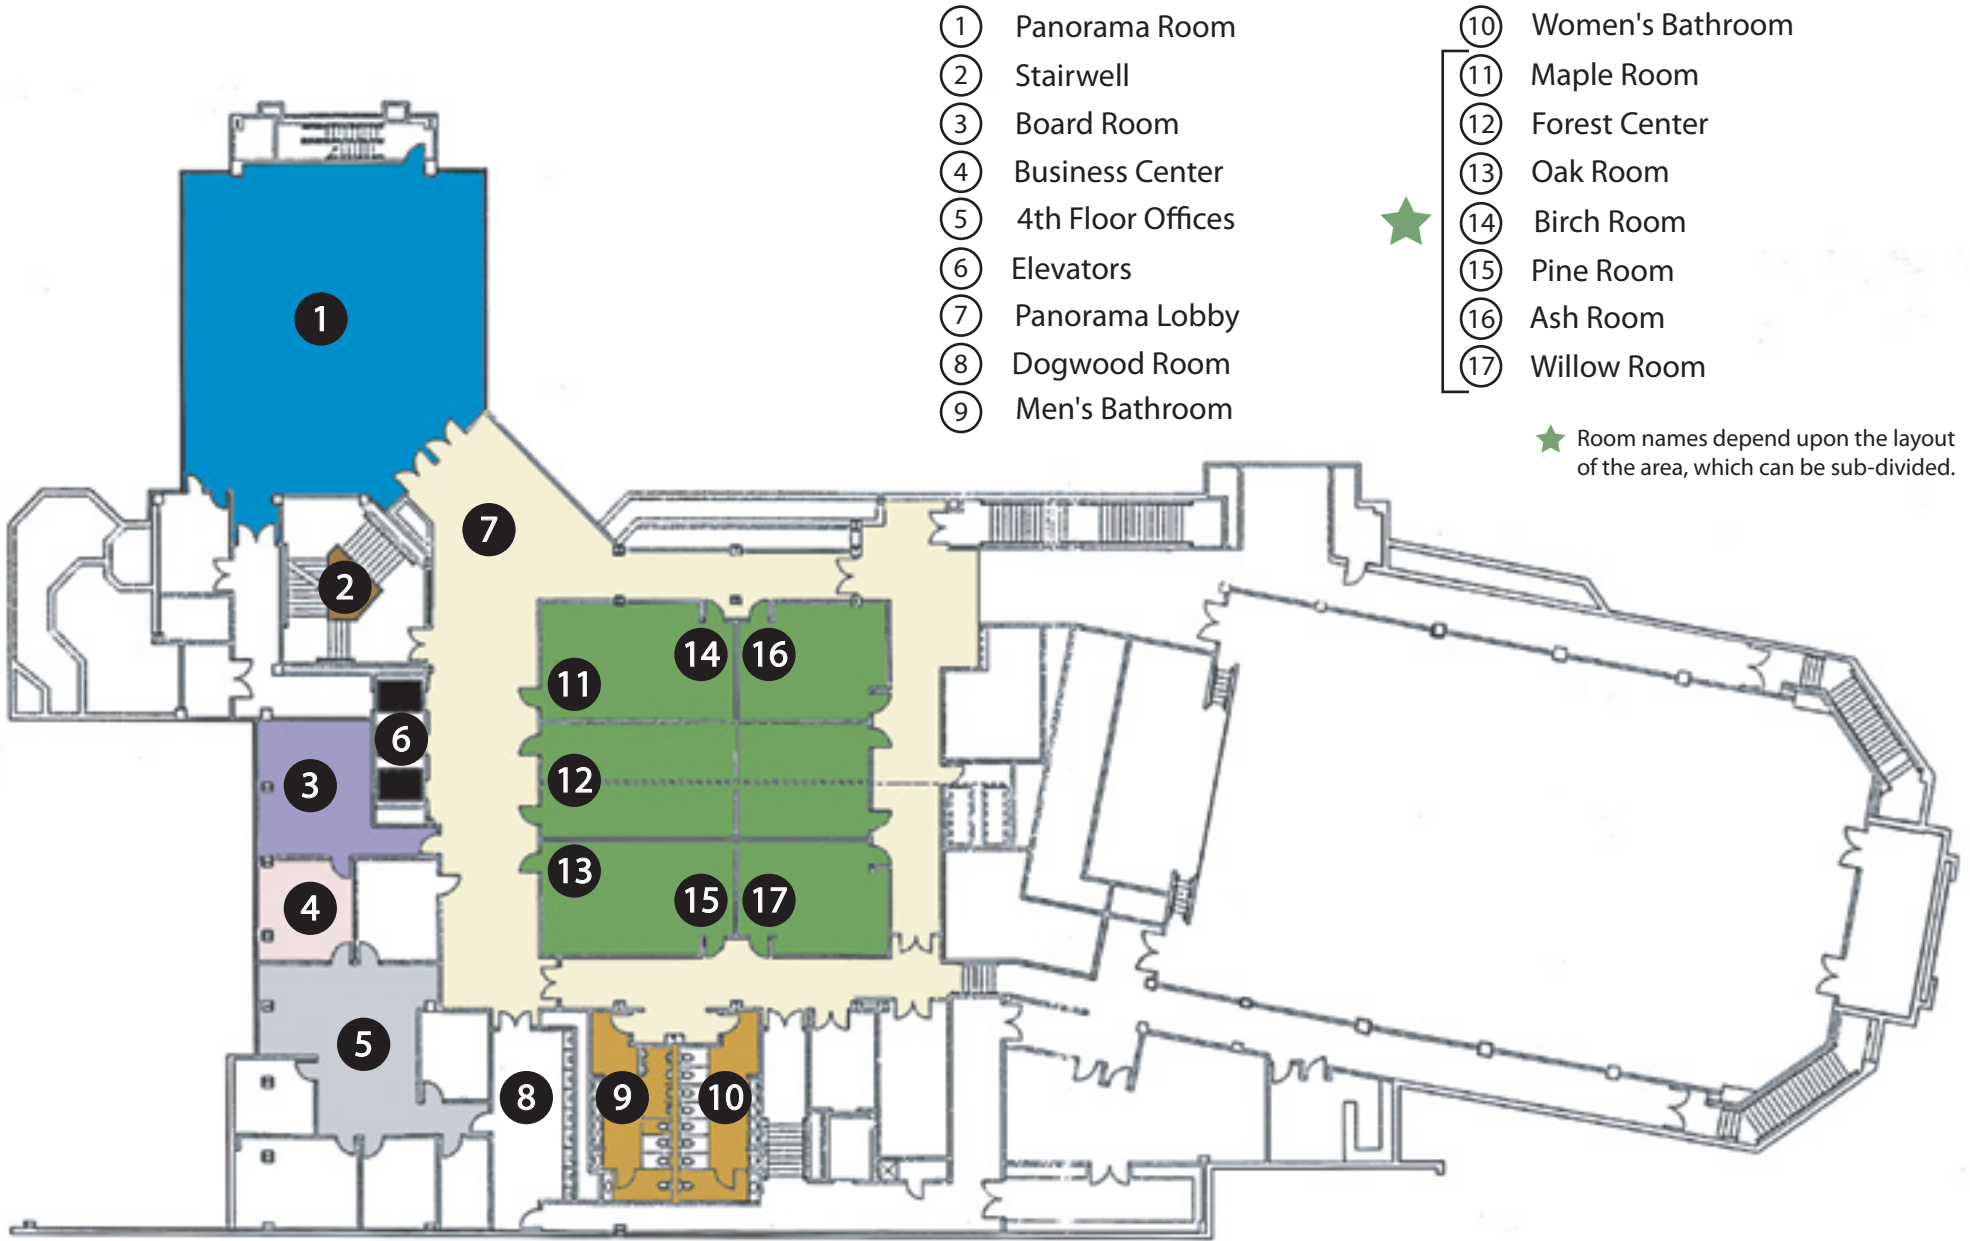 1 Panorama Room
2 Stairwell
3 Board Room
4 Business Center
5 4th Floor Offices
6 Elevators
7 Panorama Lobby
8 Dogwood Room
9 Men's Bathroom
10 Women's Bathroom
11 Maple Room
12 Forest Center
13 Oak Room
14 Birch Room
15 Pine Room
16 Ash Room
17 Willow Room
Room names depend upon the layout
of the area, which can be sub-divided.
1
7
2
14
16
11
6
12
3
13
15
17
4
5
8
9
10